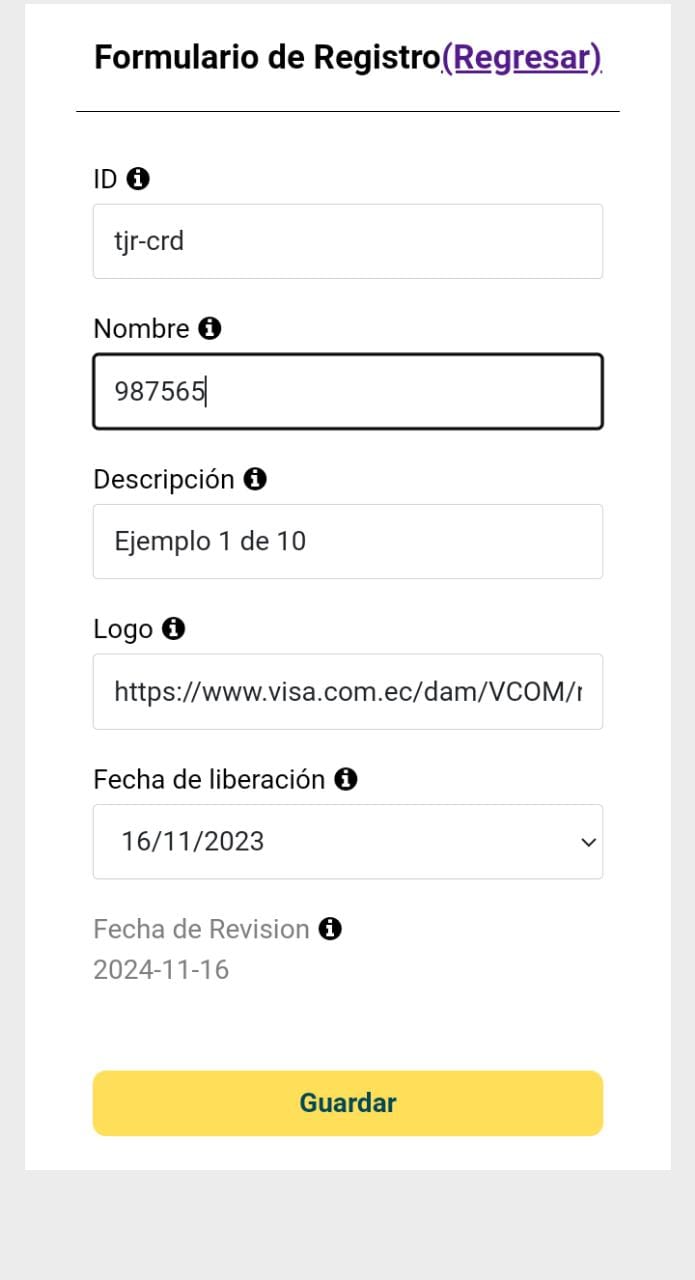 Formulario de Registro(Regresar)
ID
tjr-crd
Nombre
987565
Descripción
Ejemplo 1 de 10
Logo
https://www.visa.com.ec/dam/VCOM/r
Fecha de liberación
16/11/2023
Fecha de Revision
2024-11-16
Guardar